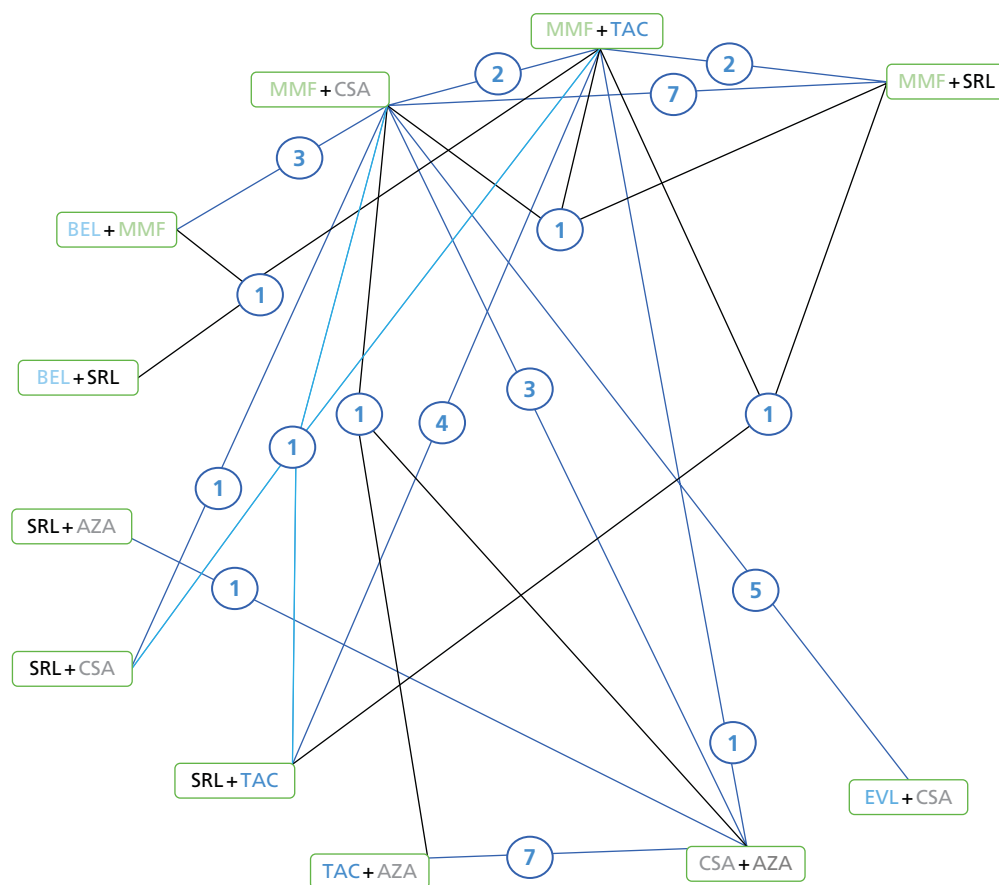 MMF+TAC
2
2
MMF+CSA
7
MMF+SRL
3
BEL+MMF
1
1
BEL+SRL
3
1
4
1
1
1
SRL+AZA
1
5
SRL+CSA
1
SRL+TAC
EVL+CSA
TAC+AZA
7
CSA+AZA